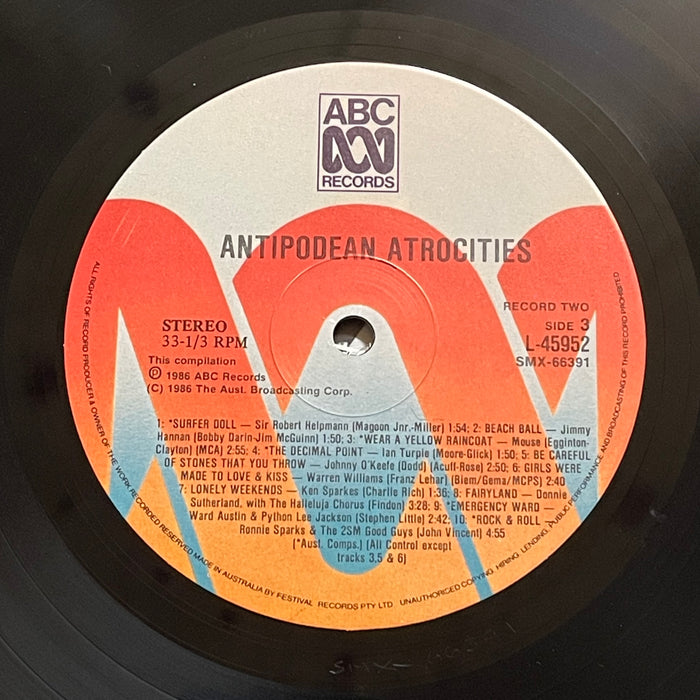 ABC
RECORDS
ANTIPODEAN ATROCITIES
RECORD TWO
STEREO
SIDE 3
33-1/3 RPM
L-45952
SMX-66391
This compilation
Ⓟ 1986 ABC Records
(C) 1986 The Aust. Broadcasting Corp.
1: *SURFER DOLL — Sir Robert Helpmann (Magoon Jnr.-Miller) 1:54; 2: BEACH BALL — Jimmy
Hannan (Bobby Darin-Jim McGuinn) 1:50; 3: *WEAR A YELLOW RAINCOAT — Mouse (Egginton-
Clayton) (MCA) 2:55; 4: *THE DECIMAL POINT — Ian Turpie (Moore-Glick) 1:50; 5: BE CAREFUL
OF STONES THAT YOU THROW — Johnny O'Keefe (Dodd) (Acuff-Rose) 2:50; 6: GIRLS WERE
MADE TO LOVE & KISS — Warren Williams (Franz Lehar) (Biem/Gema/MCPS) 2:40
7: LONELY WEEKENDS — Ken Sparkes (Charlie Rich) 1:36; 8: FAIRYLAND — Donnie
Sutherland, with The Halleluja Chorus (Findon) 3:28; 9: *EMERGENCY WARD —
Ward Austin & Python Lee Jackson (Stephen Little) 2:42; 10: *ROCK & ROLL —
Ronnie Sparks & The 2SM Good Guys (John Vincent) 4:55
(*Aust. Comps.) (All Control except
tracks 3,5 & 6)
ALL RIGHTS OF RECORD PRODUCER & OWNER OF THE WORK RECORDED RESERVED MADE IN AUSTRALIA BY FESTIVAL RECORDS PTY LTD UNAUTHORISED COPYING, HIRING, LENDING, PUBLIC PERFORMANCE AND BROADCASTING OF THIS RECORD PROHIBITED